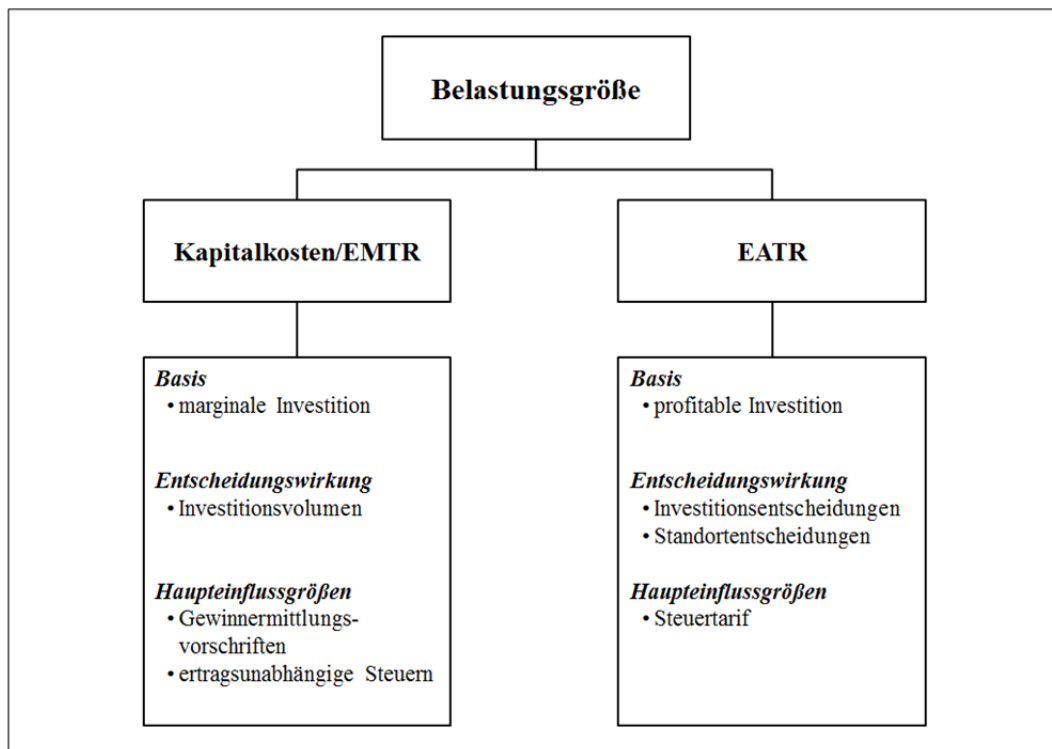 Belastungsgröße
Kapitalkosten/EMTR
EATR
Basis
• marginale Investition
Entscheidungswirkung
• Investitionsvolumen
Haupteinflussgrößen
• Gewinnermittlungs-
vorschriften
• ertragsunabhängige Steuern
Basis
• profitable Investition
Entscheidungswirkung
• Investitionsentscheidungen
• Standortentscheidungen
Haupteinflussgrößen
• Steuertarif